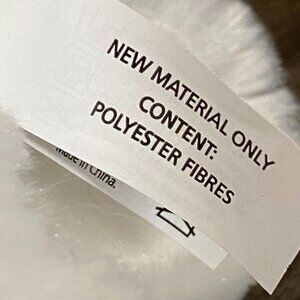 NEW MATERIAL ONLY
CONTENT:
POLYESTER FIBRES
Made in China.